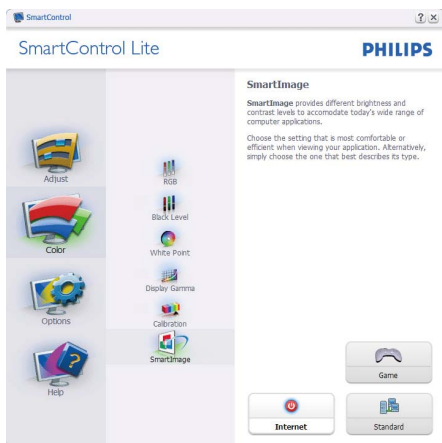 SmartControl
SmartControl Lite
PHILIPS
Adjust
Color
Options
Help
RGB
Black Level
White Point
Display Gamma
Calibration
SmartImage
SmartImage
SmartImage provides different brightness and
contrast levels to accomodate today's wide range of
computer applications.
Choose the setting that is most comfortable or
efficient when viewing your application. Alternatively,
simply choose the one that best describes its type.
Game
Internet
Standard